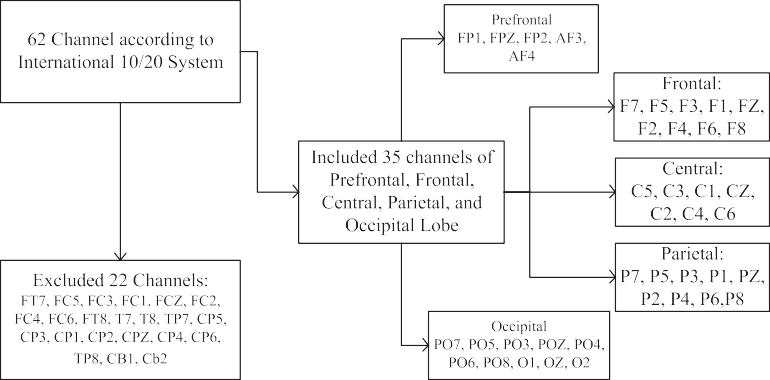 62 Channel according to
International 10/20 System
Prefrontal
FP1, FPZ, FP2, AF3,
AF4
Frontal:
F7, F5, F3, F1, FZ,
F2, F4, F6, F8
Included 35 channels of
Prefrontal, Frontal,
Central, Parietal, and
Occipital Lobe
Central:
C5, C3, C1, CZ,
C2, C4, C6
Parietal:
P7, P5, P3, P1, PZ,
P2, P4, P6,P8
Excluded 22 Channels:
FT7, FC5, FC3, FC1, FCZ, FC2,
FC4, FC6, FT8, T7, T8, TP7, CP5,
CP3, CP1, CP2, CPZ, CP4, CP6,
TP8, CB1, Cb2
Occipital
PO7, PO5, PO3, POZ, PO4,
PO6, PO8, O1, OZ, O2